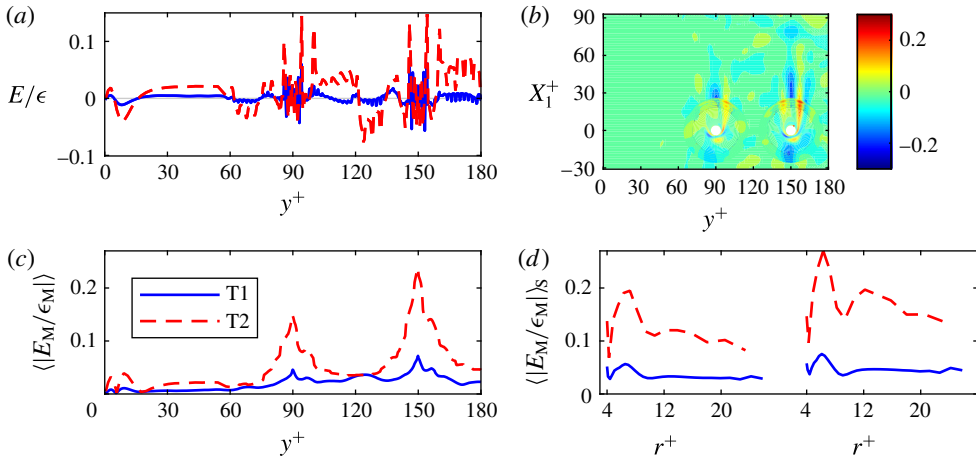 (a)
0.1
E/ϵ
0
−0.1
0 30 60 90 120 150 180
y+
(b)
90
X1+ 60
30
0
−30
0 30 60 90 120 150 180
y+
0.2
0
−0.2
(c)
⟨|EM/ϵM|⟩
0.2
0.1
0 30 60 90 120 150 180
y+
T1
T2
(d)
⟨|EM/ϵM|⟩S
0.2
0.1
0
4 12 20 4 12 20
r+ r+